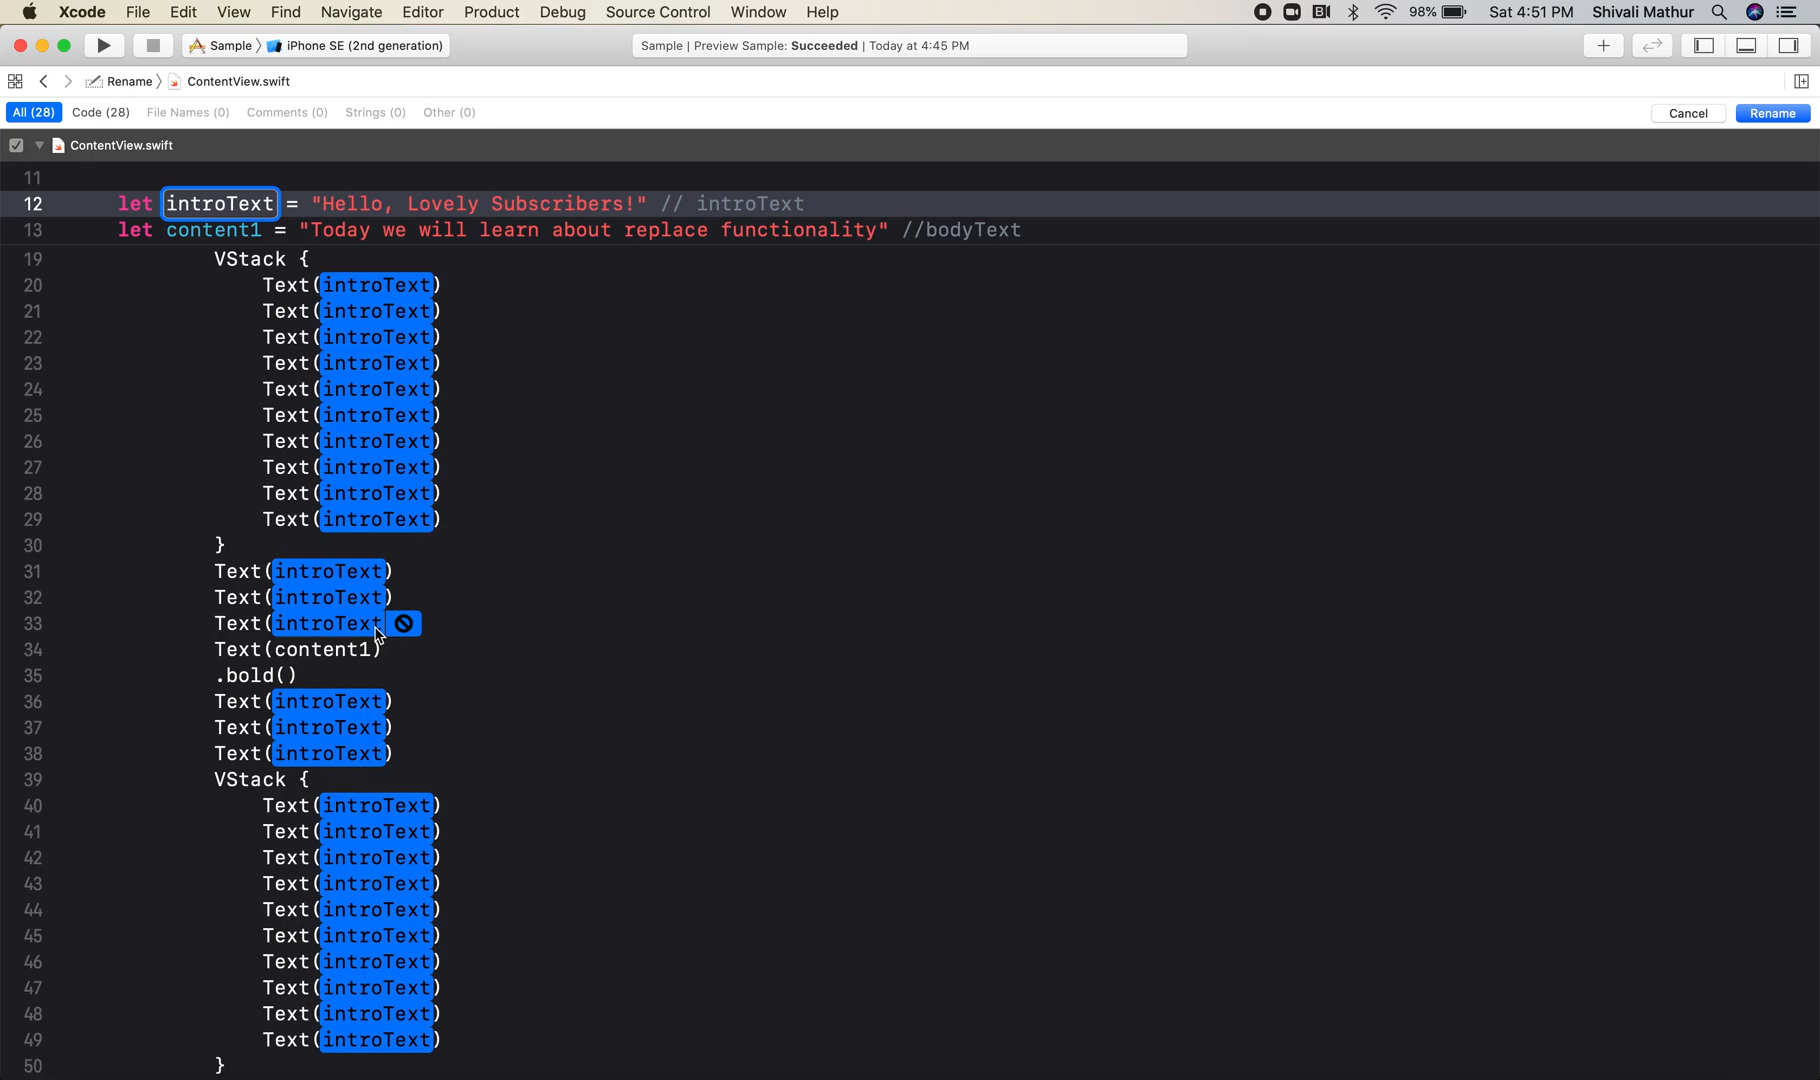 Xcode File Edit View Find Navigate Editor Product Debug Source Control Window Help 98% Sat 4:51 PM Shivali Mathur
Sample 〉 iPhone SE (2nd generation) Sample | Preview Sample: Succeeded | Today at 4:45 PM
Rename 〉 ContentView.swift
All (28) Code (28) File Names (0) Comments (0) Strings (0) Other (0) Cancel Rename
ContentView.swift
11
12 let introText = "Hello, Lovely Subscribers!" // introText
13 let content1 = "Today we will learn about replace functionality" //bodyText
19 VStack {
20 Text(introText)
21 Text(introText)
22 Text(introText)
23 Text(introText)
24 Text(introText)
25 Text(introText)
26 Text(introText)
27 Text(introText)
28 Text(introText)
29 Text(introText)
30 }
31 Text(introText)
32 Text(introText)
33 Text(introText
34 Text(content1)
35 .bold()
36 Text(introText)
37 Text(introText)
38 Text(introText)
39 VStack {
40 Text(introText)
41 Text(introText)
42 Text(introText)
43 Text(introText)
44 Text(introText)
45 Text(introText)
46 Text(introText)
47 Text(introText)
48 Text(introText)
49 Text(introText)
50 }